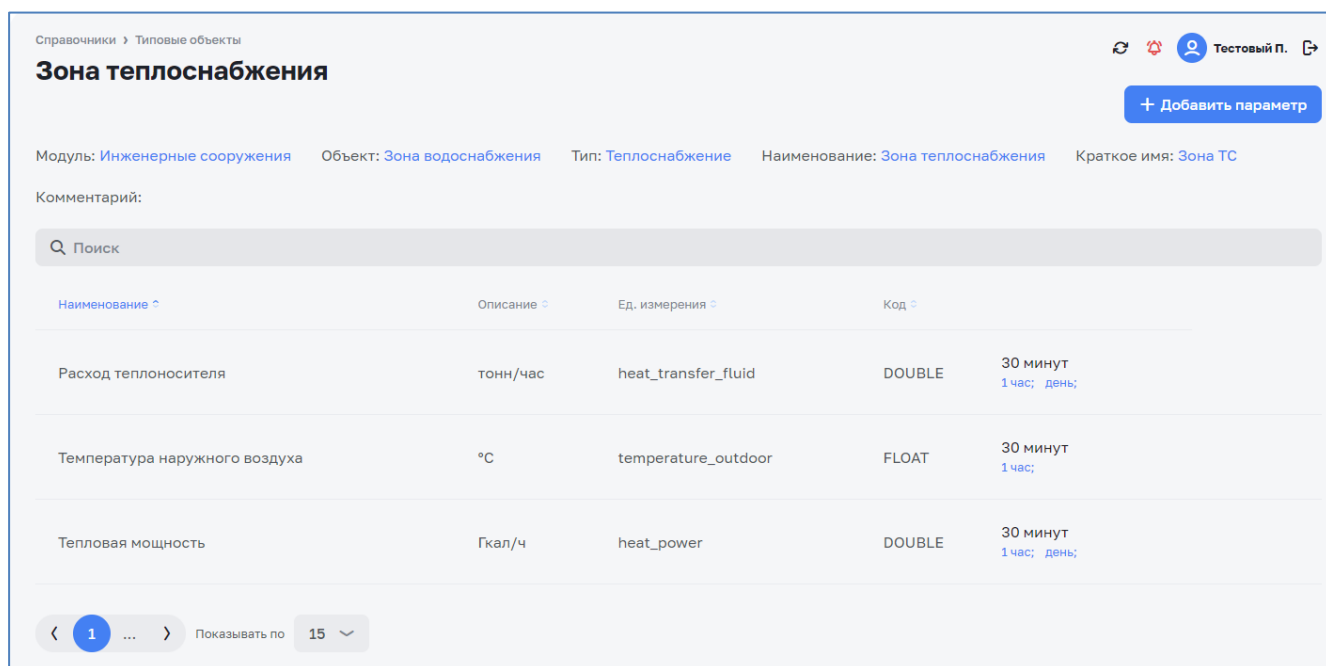 Справочники › Типовые объекты
Тестовый П.
Зона теплоснабжения
+ Добавить параметр
Модуль: Инженерные сооружения Объект: Зона водоснабжения Тип: Теплоснабжение Наименование: Зона теплоснабжения Краткое имя: Зона ТС
Комментарий:
Поиск
Наименование Описание Ед. измерения Код
Расход теплоносителя тонн/час heat_transfer_fluid DOUBLE 30 минут
1 час; день;
Температура наружного воздуха °C temperature_outdoor FLOAT 30 минут
1 час;
Тепловая мощность Гкал/ч heat_power DOUBLE 30 минут
1 час; день;
‹ 1 ... › Показывать по 15